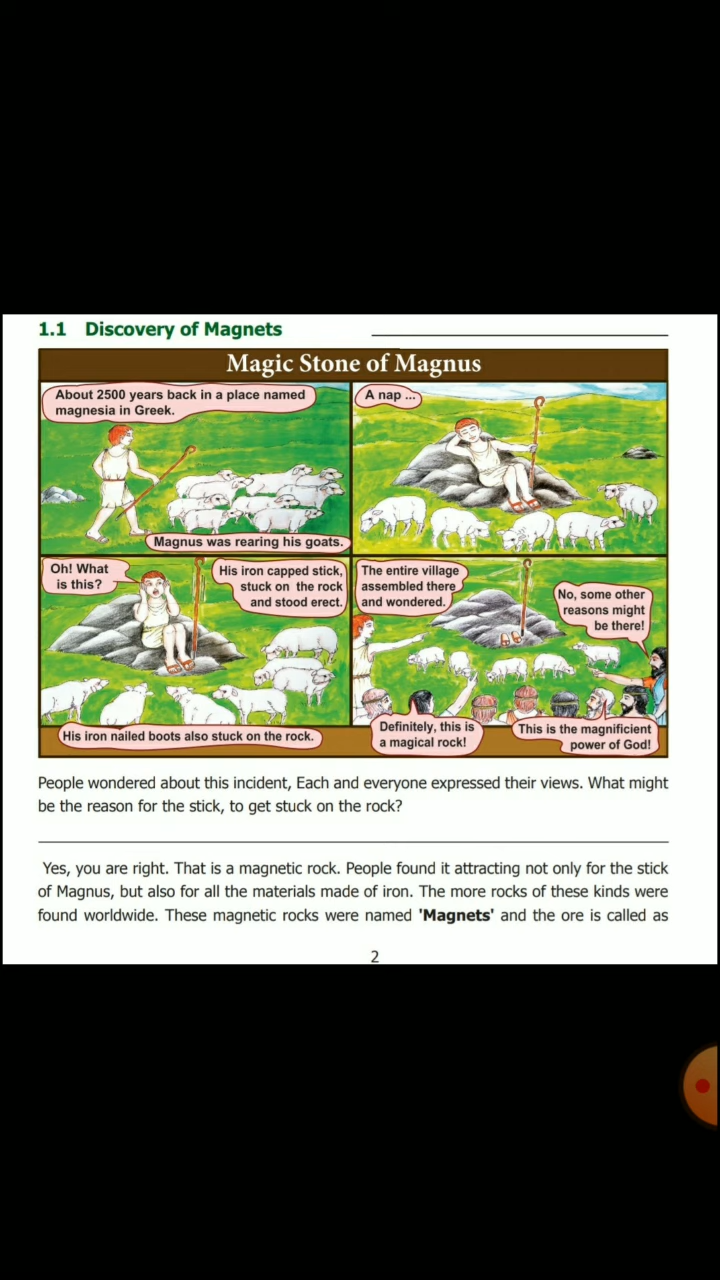 1.1 Discovery of Magnets
Magic Stone of Magnus
About 2500 years back in a place named
magnesia in Greek.
Magnus was rearing his goats.
A nap ...
Oh! What
is this?
His iron capped stick,
stuck on the rock
and stood erect.
His iron nailed boots also stuck on the rock.
The entire village
assembled there
and wondered.
No, some other
reasons might
be there!
Definitely, this is
a magical rock!
This is the magnificient
power of God!
People wondered about this incident, Each and everyone expressed their views. What might
be the reason for the stick, to get stuck on the rock?
Yes, you are right. That is a magnetic rock. People found it attracting not only for the stick
of Magnus, but also for all the materials made of iron. The more rocks of these kinds were
found worldwide. These magnetic rocks were named 'Magnets' and the ore is called as
2